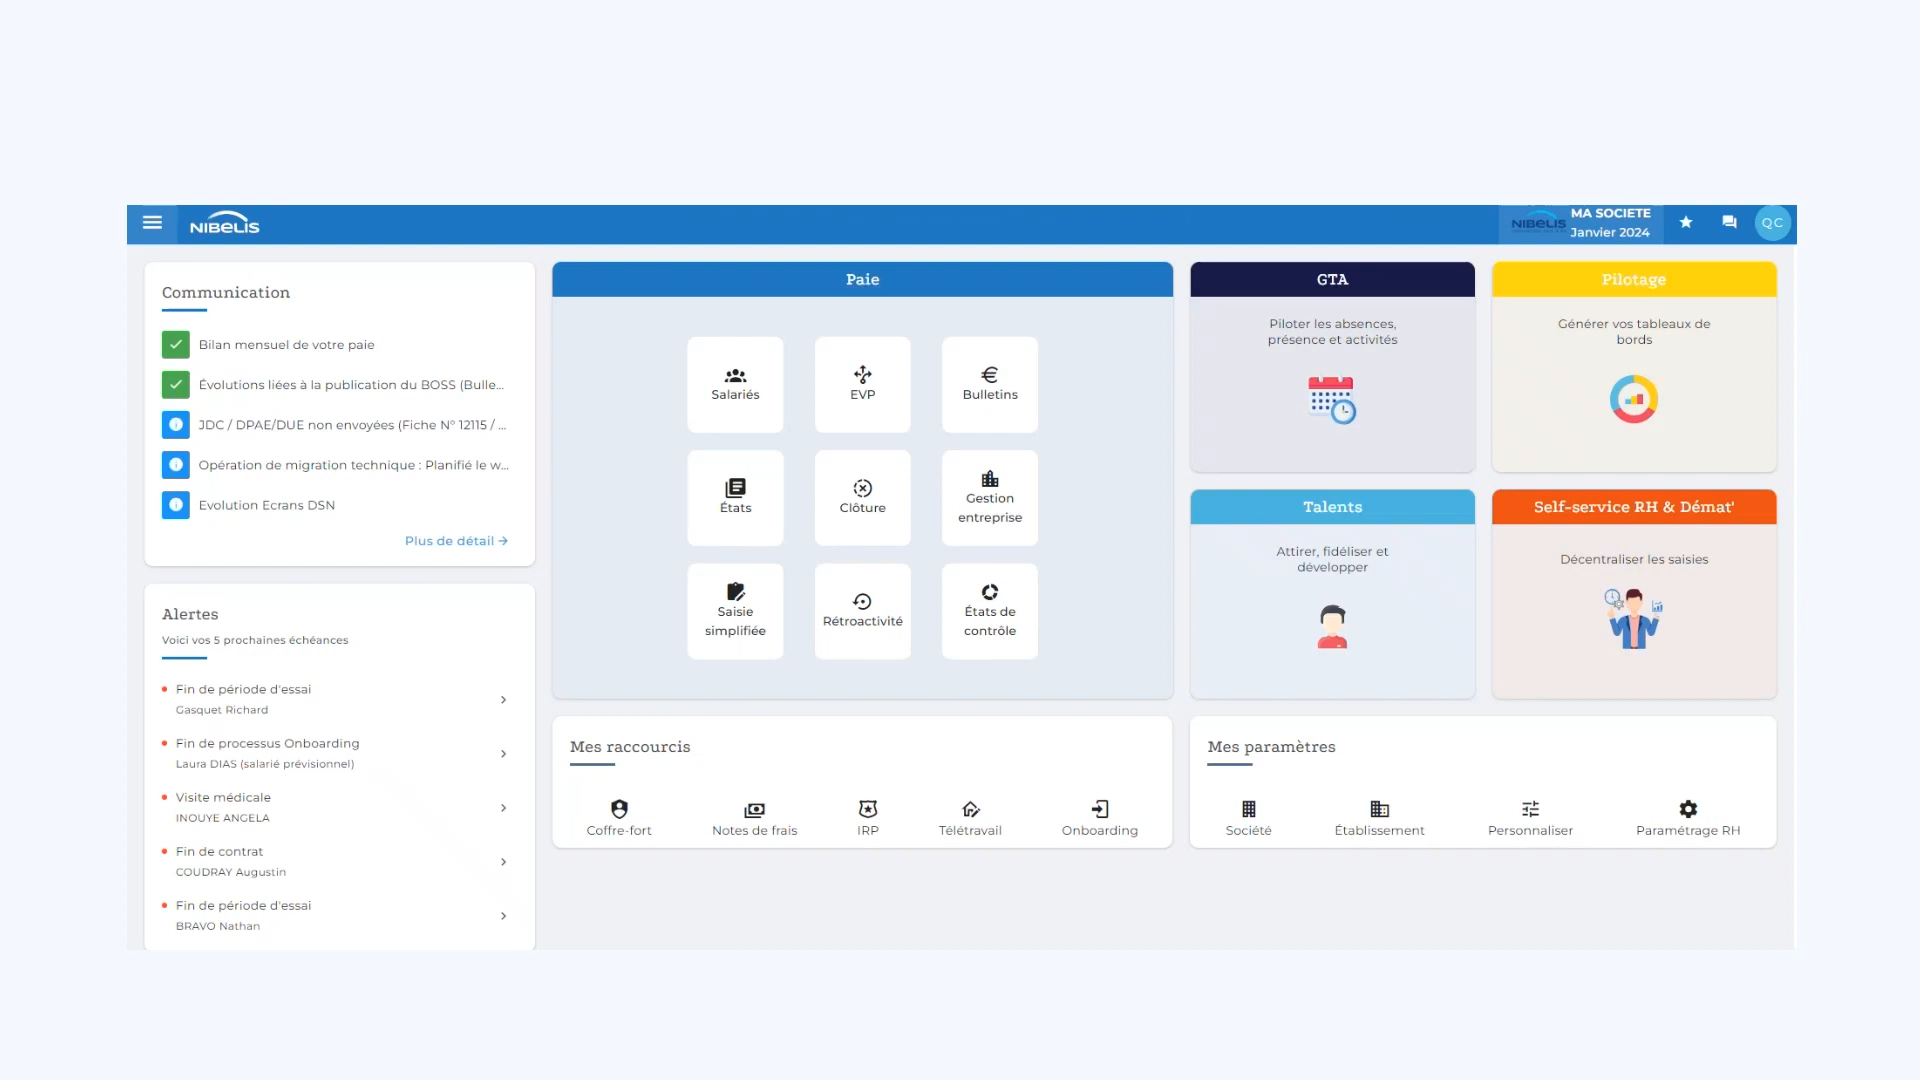 NIBELIS
NIBELIS
MA SOCIETE
Janvier 2024
QC
Communication
Bilan mensuel de votre paie
Évolutions liées à la publication du BOSS (Bulle...
JDC / DPAE/DUE non envoyées (Fiche N° 12115 / ...
Opération de migration technique : Planifié le w...
Evolution Ecrans DSN
Plus de détail
Alertes
Voici vos 5 prochaines échéances
Fin de période d'essai
Gasquet Richard
Fin de processus Onboarding
Laura DIAS (salarié prévisionnel)
Visite médicale
INOUYE ANGELA
Fin de contrat
COUDRAY Augustin
Fin de période d'essai
BRAVO Nathan
Paie
Salariés
EVP
Bulletins
États
Clôture
Gestion
entreprise
Saisie
simplifiée
Rétroactivité
États de
contrôle
GTA
Piloter les absences,
présence et activités
Pilotage
Générer vos tableaux de
bords
Talents
Attirer, fidéliser et
développer
Self-service RH & Démat'
Décentraliser les saisies
Mes raccourcis
Coffre-fort
Notes de frais
IRP
Télétravail
Onboarding
Mes paramètres
Société
Établissement
Personnaliser
Paramétrage RH